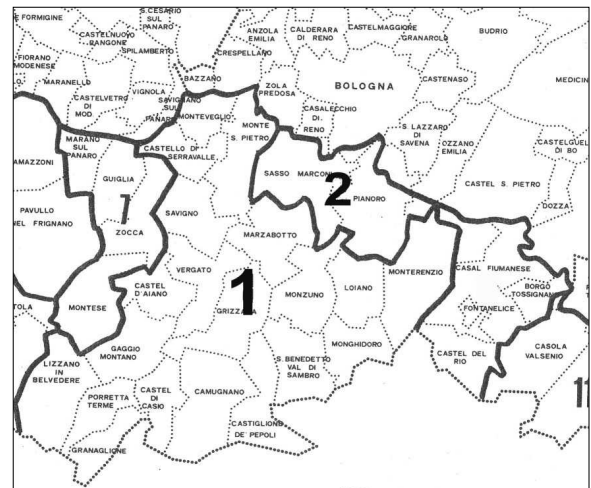 S. CESARIO
SUL
PANARO
E FORMIGINE
CASTELNUOVO
RANGONE
SPILAMBERTO
ANZOLA
EMILIA
CALDERARA
DI RENO
CASTELMAGGIORE
GRANAROLO
BUDRIO
CRESPELLANO
FIORANO
MODENESE
MARANELLO
BAZZANO
ZOLA
PREDOSA
BOLOGNA
CASTENASO
MEDICIN
CASTELVETRO
DI
MOD
VIGNOLA
SAVIGNANO
SUL
PANARO
MONTEVEGLIO
CASALECCHIO
DI
RENO
MARANO
SUL
PANARO
CASTELLO DI
SERRAVALLE
MONTE
S. PIETRO
S. LAZZARO
DI
SAVENA
OZZANO
EMILIA
CASTELGUEL
DI BO
AMAZZONI
GUIGLIA
SASSO MARCONI
2
PIANORO
CASTEL S. PIETRO
DOZZA
PAVULLO
NEL FRIGNANO
7
ZOCCA
SAVIGNO
MARZABOTTO
VERGATO
1
GRIZZANA
MONZUNO
LOIANO
MONTERENZIO
CASAL FIUMANESE
BORGO
TOSSIGNANO
TOLA
MONTESE
CASTEL
D'AIANO
FONTANELICE
GAGGIO
MONTANO
MONGHIDORO
CASTEL DEL
RIO
CASOLA
VALSENIO
LIZZANO
IN
BELVEDERE
S. BENEDETTO
VAL DI
SAMBRO
PORRETTA
TERME
CASTEL
DI
CASIO
CAMUGNANO
11
CASTIGLIONE
DE' PEPOLI
GRANAGLIONE